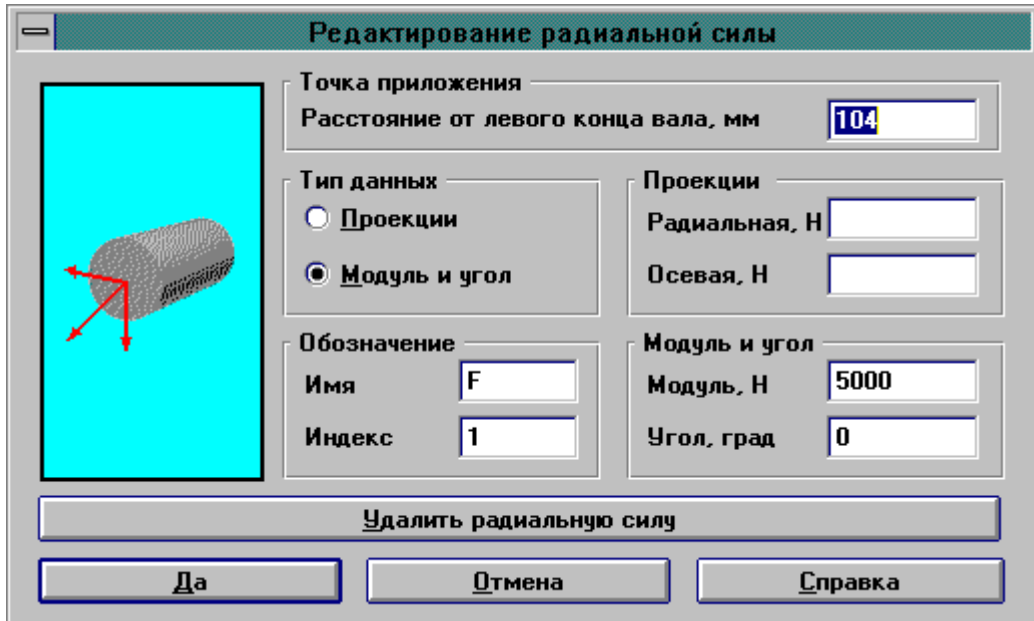 Редактирование радиальной силы
Точка приложения
Расстояние от левого конца вала, мм 104
Тип данных
Проекции
Модуль и угол
Проекции
Радиальная, Н
Осевая, Н
Обозначение
Имя F
Индекс 1
Модуль и угол
Модуль, Н 5000
Угол, град 0
Удалить радиальную силу
Да Отмена Справка